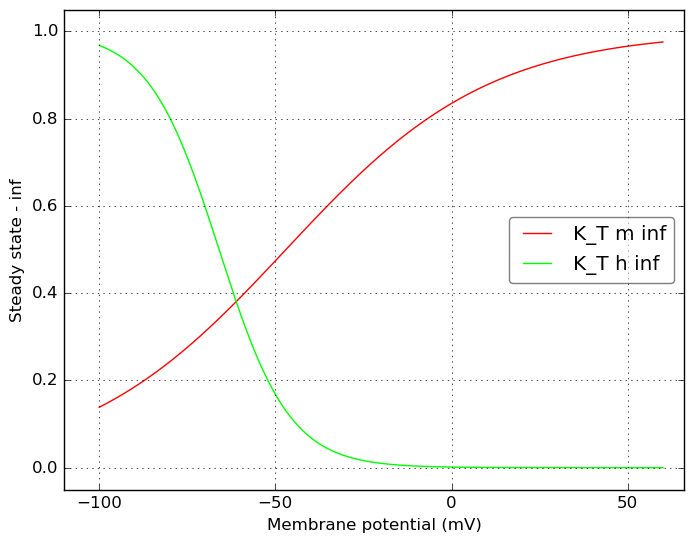 1.0
0.8
0.6
0.4
0.2
0.0
Steady state - inf
K_T m inf
K_T h inf
−100
−50
0
50
Membrane potential (mV)